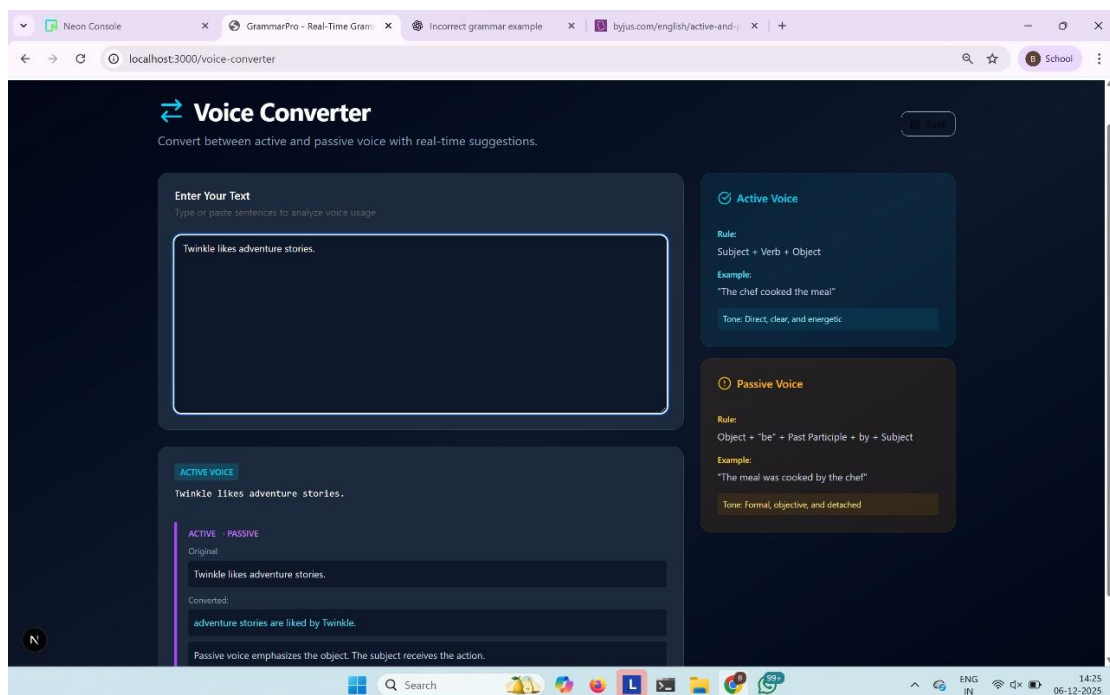 Neon Console
GrammarPro - Real-Time Gram
Incorrect grammar example
byjus.com/english/active-and-p
localhost:3000/voice-converter
B School
Voice Converter
Convert between active and passive voice with real-time suggestions.
Save
Enter Your Text
Type or paste sentences to analyze voice usage
Twinkle likes adventure stories.
ACTIVE VOICE
Twinkle likes adventure stories.
ACTIVE - PASSIVE
Original:
Twinkle likes adventure stories.
Converted:
adventure stories are liked by Twinkle.
Passive voice emphasizes the object. The subject receives the action.
Active Voice
Rule:
Subject + Verb + Object
Example:
"The chef cooked the meal"
Tone: Direct, clear, and energetic
Passive Voice
Rule:
Object + "be" + Past Participle + by + Subject
Example:
"The meal was cooked by the chef"
Tone: Formal, objective, and detached
N
Search
L
99+
ENG
IN
14:25
06-12-2025